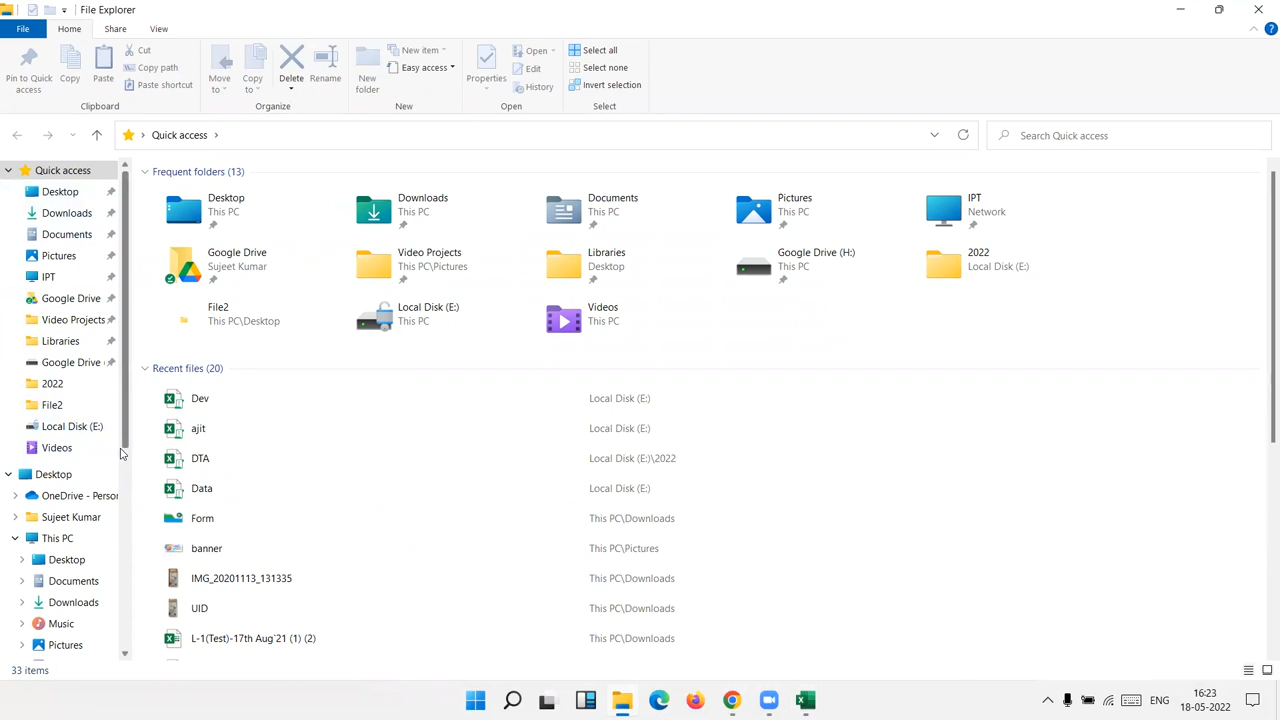 File Explorer
File Home Share View
Pin to Quick access
Copy
Paste
Cut
Copy path
Paste shortcut
Clipboard
Move to
Copy to
Delete
Rename
Organize
New folder
New item
Easy access
New
Properties
Open
Edit
History
Open
Select all
Select none
Invert selection
Select
Quick access
Search Quick access
Quick access
Desktop
Downloads
Documents
Pictures
IPT
Google Drive
Video Projects
Libraries
Google Drive
2022
File2
Local Disk (E:)
Videos
Desktop
OneDrive - Persor
Sujeet Kumar
This PC
Desktop
Documents
Downloads
Music
Pictures
Frequent folders (13)
Desktop
This PC
Downloads
This PC
Documents
This PC
Pictures
This PC
IPT
Network
Google Drive
Sujeet Kumar
Video Projects
This PC\Pictures
Libraries
Desktop
Google Drive (H:)
This PC
2022
Local Disk (E:)
File2
This PC\Desktop
Local Disk (E:)
This PC
Videos
This PC
Recent files (20)
Dev Local Disk (E:)
ajit Local Disk (E:)
DTA Local Disk (E:)\2022
Data Local Disk (E:)
Form This PC\Downloads
banner This PC\Pictures
IMG_20201113_131335 This PC\Downloads
UID This PC\Downloads
L-1(Test)-17th Aug`21 (1) (2) This PC\Downloads
33 items
ENG
16:23
18-05-2022